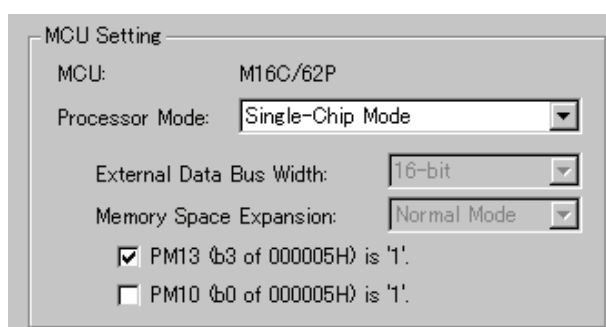 MCU Setting
MCU: M16C/62P
Processor Mode: Single-Chip Mode
External Data Bus Width: 16-bit
Memory Space Expansion: Normal Mode
PM13 (b3 of 000005H) is '1'.
PM10 (b0 of 000005H) is '1'.